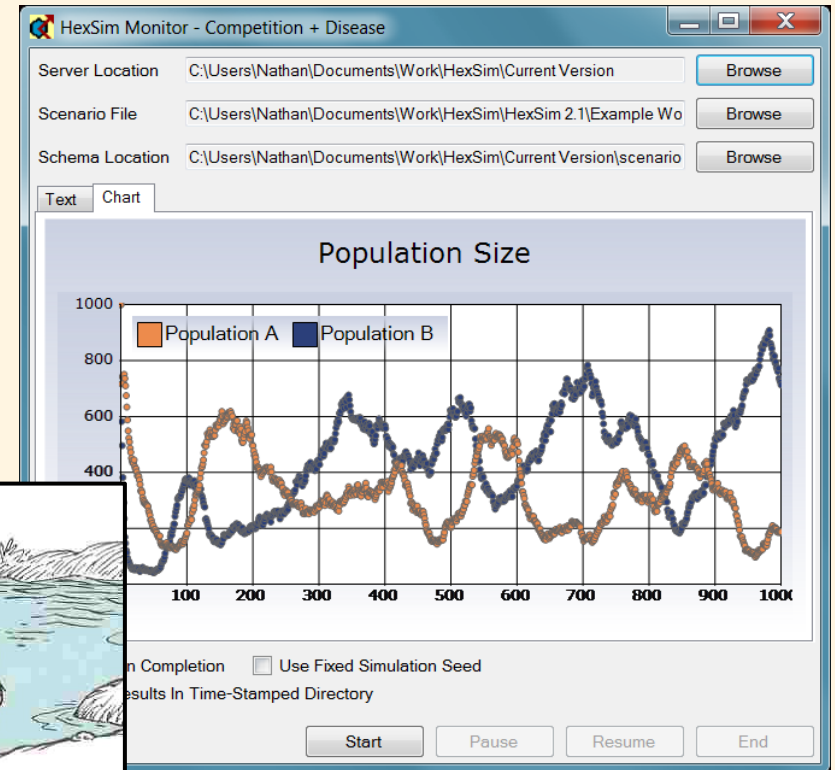 HexSim Monitor - Competition + Disease
Server Location C:\Users\Nathan\Documents\Work\HexSim\Current Version Browse
Scenario File C:\Users\Nathan\Documents\Work\HexSim\HexSim 2.1\Example Wo Browse
Schema Location C:\Users\Nathan\Documents\Work\HexSim\Current Version\scenario Browse
Text Chart
Population Size
1000
Population A Population B
800
600
400
100 200 300 400 500 600 700 800 900 100
n Completion Use Fixed Simulation Seed
esults In Time-Stamped Directory
Start Pause Resume End